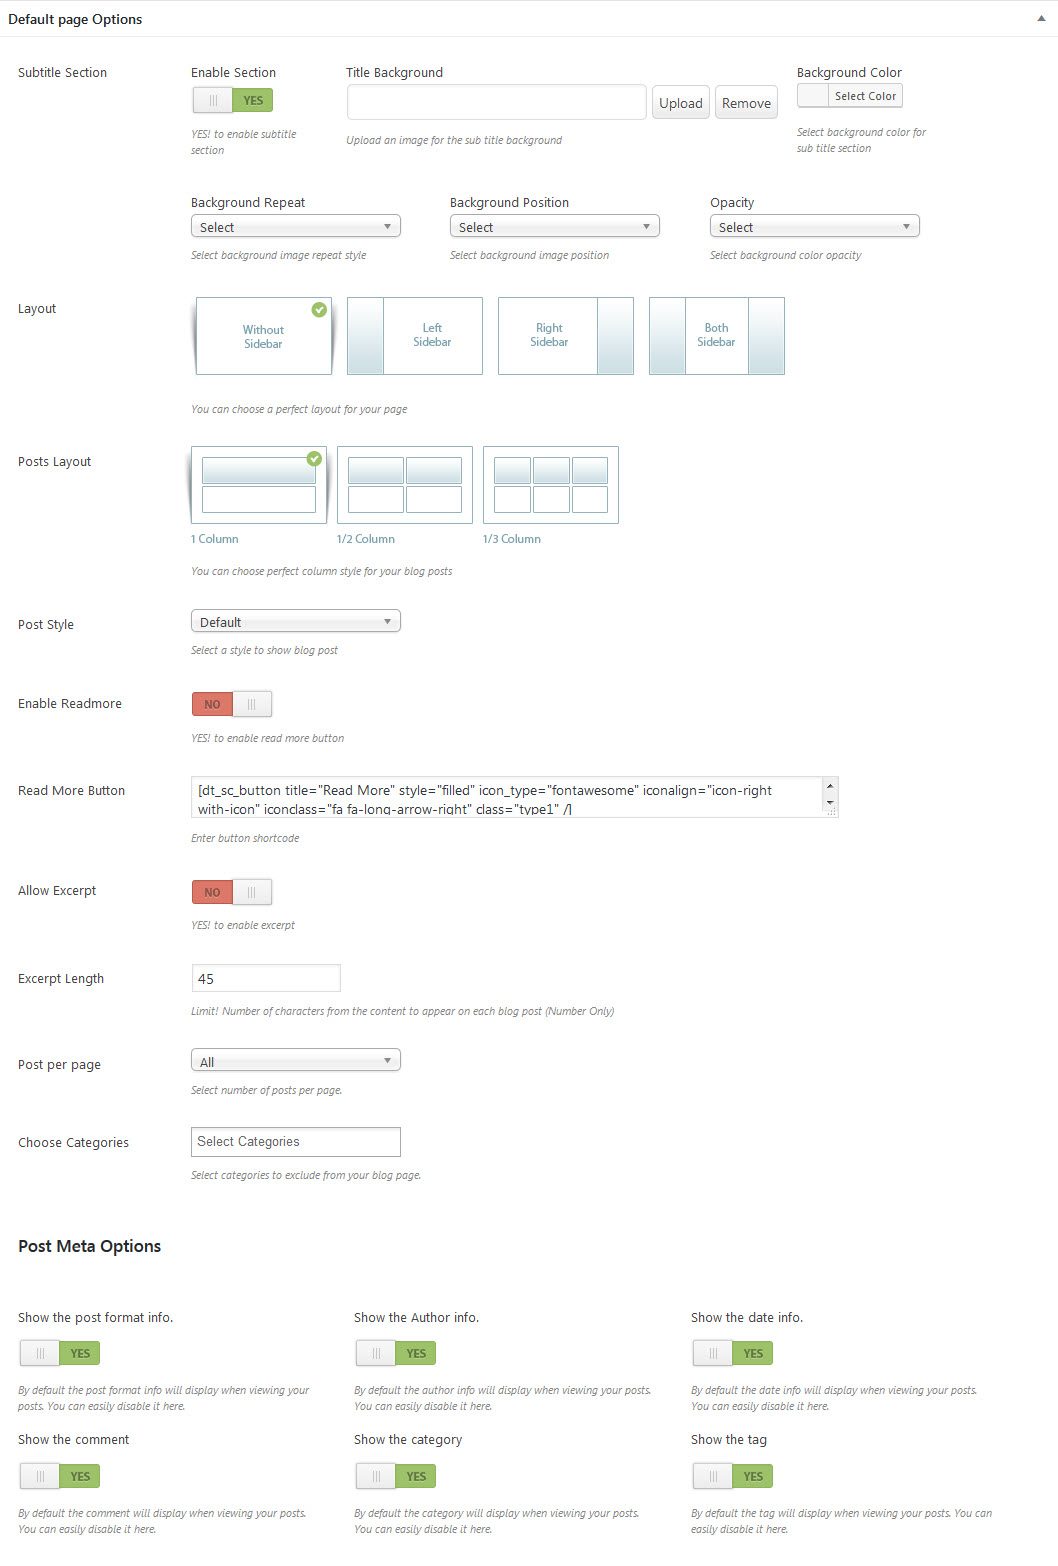 Default page Options
Subtitle Section
Enable Section
YES
YES! to enable subtitle
section
Title Background
Upload
Remove
Upload an image for the sub title background
Background Color
Select Color
Select background color for
sub title section
Background Repeat
Select
Select background image repeat style
Background Position
Select
Select background image position
Opacity
Select
Select background color opacity
Layout
Without
Sidebar
Left
Sidebar
Right
Sidebar
Both
Sidebar
You can choose a perfect layout for your page
Posts Layout
1 Column
1/2 Column
1/3 Column
You can choose perfect column style for your blog posts
Post Style
Default
Select a style to show blog post
Enable Readmore
NO
YES! to enable read more button
Read More Button
[dt_sc_button title="Read More" style="filled" icon_type="fontawesome" iconalign="icon-right
with-icon" iconclass="fa fa-long-arrow-right" class="type1" /]
Enter button shortcode
Allow Excerpt
NO
YES! to enable excerpt
Excerpt Length
45
Limit! Number of characters from the content to appear on each blog post (Number Only)
Post per page
All
Select number of posts per page.
Choose Categories
Select Categories
Select categories to exclude from your blog page.
Post Meta Options
Show the post format info.
YES
By default the post format info will display when viewing your
posts. You can easily disable it here.
Show the Author info.
YES
By default the author info will display when viewing your posts.
You can easily disable it here.
Show the date info.
YES
By default the date info will display when viewing your posts.
You can easily disable it here.
Show the comment
YES
By default the comment will display when viewing your posts.
You can easily disable it here.
Show the category
YES
By default the category will display when viewing your posts.
You can easily disable it here.
Show the tag
YES
By default the tag will display when viewing your posts. You can
easily disable it here.